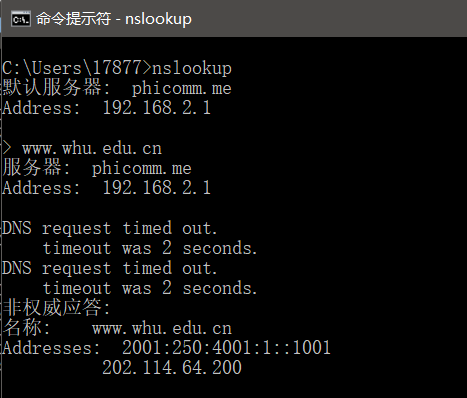 命令提示符 - nslookup
C:\Users\17877>nslookup
默认服务器:  phicomm.me
Address:  192.168.2.1
> www.whu.edu.cn
服务器:  phicomm.me
Address:  192.168.2.1
DNS request timed out.
    timeout was 2 seconds.
DNS request timed out.
    timeout was 2 seconds.
非权威应答:
名称:    www.whu.edu.cn
Addresses:  2001:250:4001:1::1001
          202.114.64.200